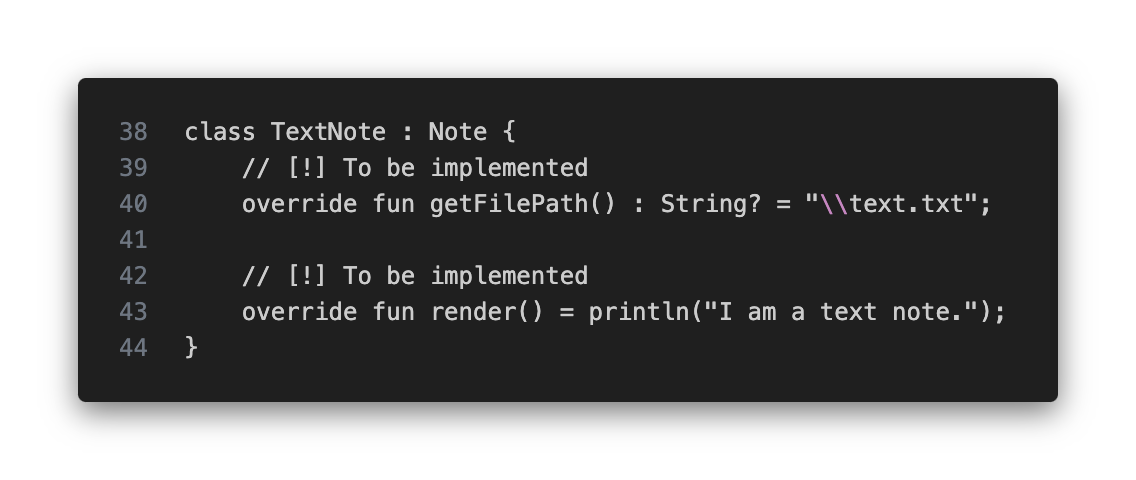 38 class TextNote : Note {
39     // [!] To be implemented
40     override fun getFilePath() : String? = "\\text.txt";
41
42     // [!] To be implemented
43     override fun render() = println("I am a text note.");
44 }